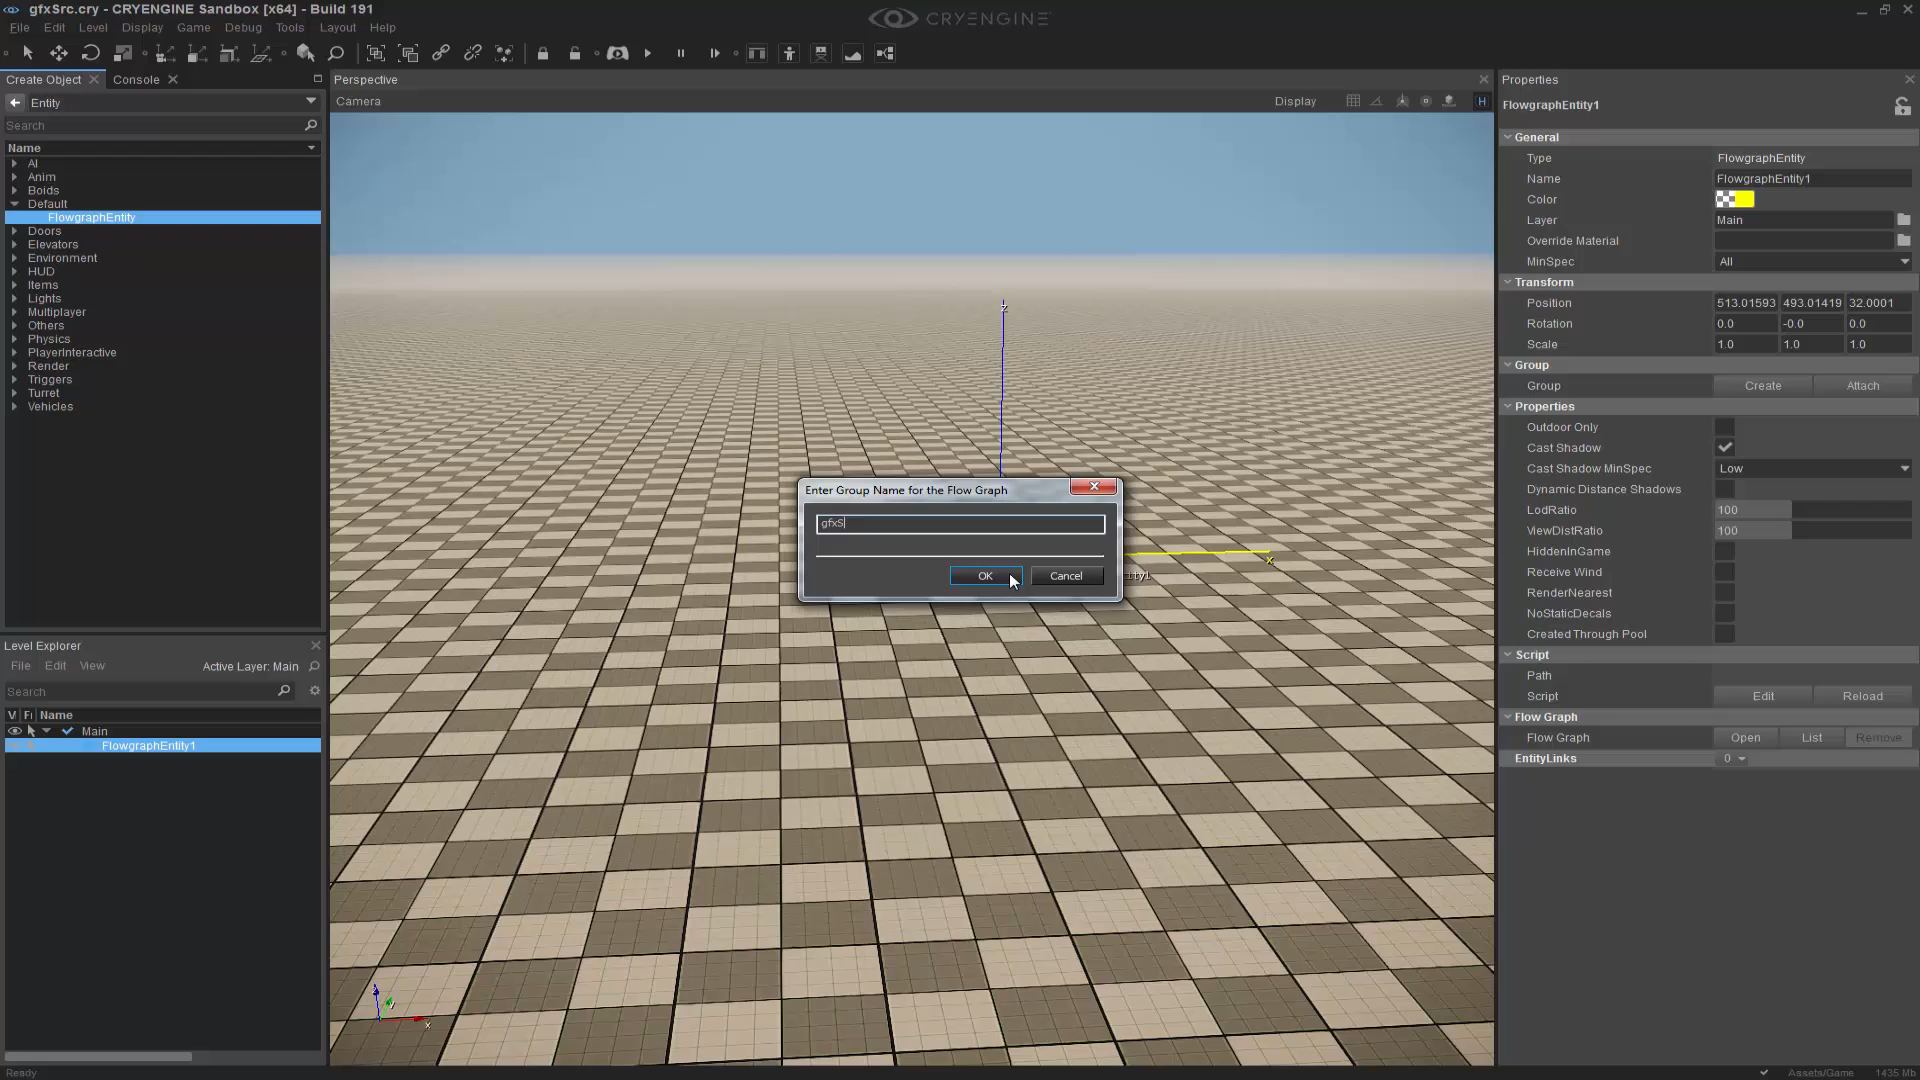 gfxSrc.cry - CRYENGINE Sandbox [x64] - Build 191
CRYENGINE
File Edit Level Display Game Debug Tools Layout Help
Create Object Console
Entity
Search
Name
AI
Anim
Boids
Default
FlowgraphEntity
Doors
Elevators
Environment
HUD
Items
Lights
Multiplayer
Others
Physics
PlayerInteractive
Render
Triggers
Turret
Vehicles
Level Explorer
File Edit View Active Layer: Main
Search
V Fi Name
Main
FlowgraphEntity1
Ready
Perspective
Camera Display H
z
Enter Group Name for the Flow Graph
gfxS
OK Cancel
ity1
x
y
x
Properties
FlowgraphEntity1
General
Type FlowgraphEntity
Name FlowgraphEntity1
Color
Layer Main
Override Material
MinSpec All
Transform
Position 513.01593 493.01419 32.0001
Rotation 0.0 -0.0 0.0
Scale 1.0 1.0 1.0
Group
Group Create Attach
Properties
Outdoor Only
Cast Shadow
Cast Shadow MinSpec Low
Dynamic Distance Shadows
LodRatio 100
ViewDistRatio 100
HiddenInGame
Receive Wind
RenderNearest
NoStaticDecals
Created Through Pool
Script
Path
Script Edit Reload
Flow Graph
Flow Graph Open List Remove
EntityLinks 0
Assets/Game 1435 Mb